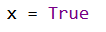 x = True